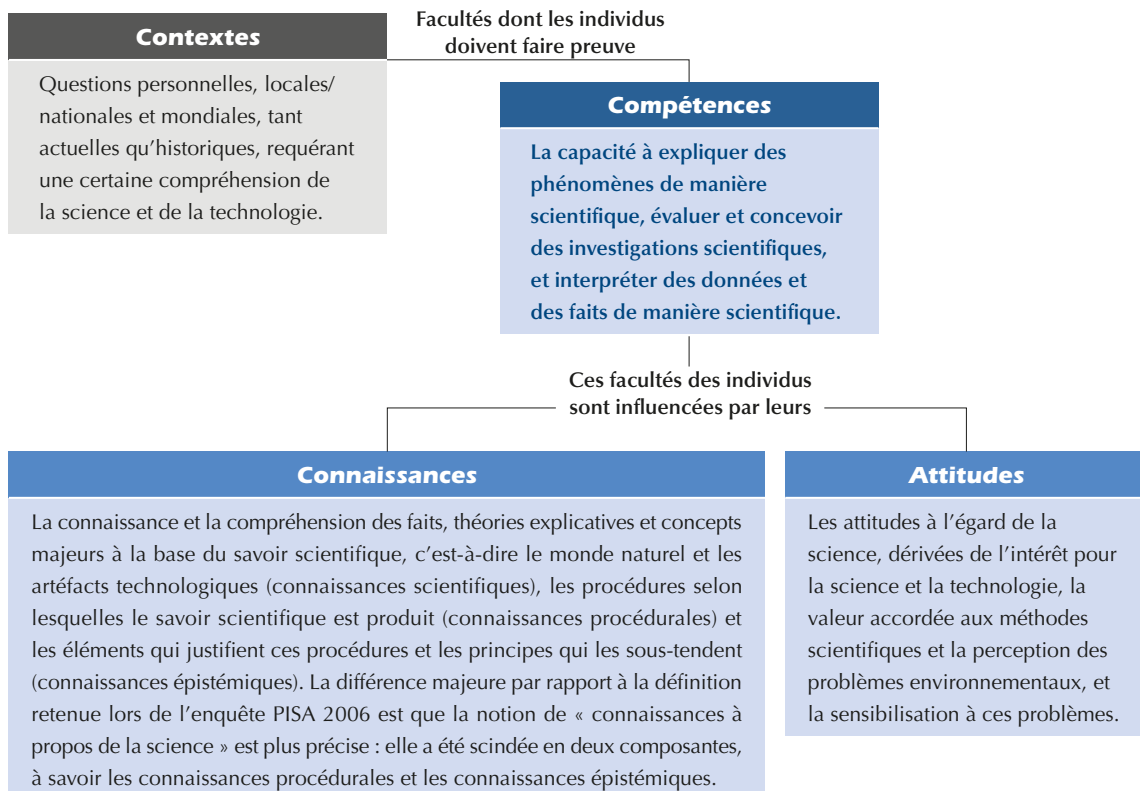 Contextes
Questions personnelles, locales/
nationales et mondiales, tant
actuelles qu'historiques, requérant
une certaine compréhension de
la science et de la technologie.
Facultés dont les individus
doivent faire preuve
Compétences
La capacité à expliquer des
phénomènes de manière
scientifique, évaluer et concevoir
des investigations scientifiques,
et interpréter des données et
des faits de manière scientifique.
Ces facultés des individus
sont influencées par leurs
Connaissances
La connaissance et la compréhension des faits, théories explicatives et concepts
majeurs à la base du savoir scientifique, c'est-à-dire le monde naturel et les
artéfacts technologiques (connaissances scientifiques), les procédures selon
lesquelles le savoir scientifique est produit (connaissances procédurales) et
les éléments qui justifient ces procédures et les principes qui les sous-tendent
(connaissances épistémiques). La différence majeure par rapport à la définition
retenue lors de l'enquête PISA 2006 est que la notion de « connaissances à
propos de la science » est plus précise : elle a été scindée en deux composantes,
à savoir les connaissances procédurales et les connaissances épistémiques.
Attitudes
Les attitudes à l'égard de la
science, dérivées de l'intérêt pour
la science et la technologie, la
valeur accordée aux méthodes
scientifiques et la perception des
problèmes environnementaux, et
la sensibilisation à ces problèmes.